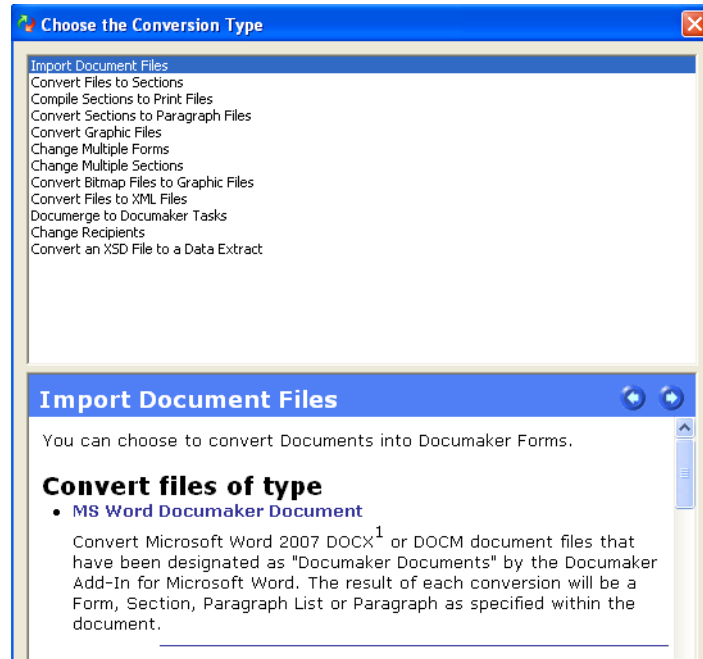 Choose the Conversion Type
Import Document Files
Convert Files to Sections
Compile Sections to Print Files
Convert Sections to Paragraph Files
Convert Graphic Files
Change Multiple Forms
Change Multiple Sections
Convert Bitmap Files to Graphic Files
Convert Files to XML Files
Documerge to Documaker Tasks
Change Recipients
Convert an XSD File to a Data Extract
Import Document Files
You can choose to convert Documents into Documaker Forms.
Convert files of type
• MS Word Documaker Document
Convert Microsoft Word 2007 DOCX¹ or DOCM document files that
have been designated as "Documaker Documents" by the Documaker
Add-In for Microsoft Word. The result of each conversion will be a
Form, Section, Paragraph List or Paragraph as specified within the
document.